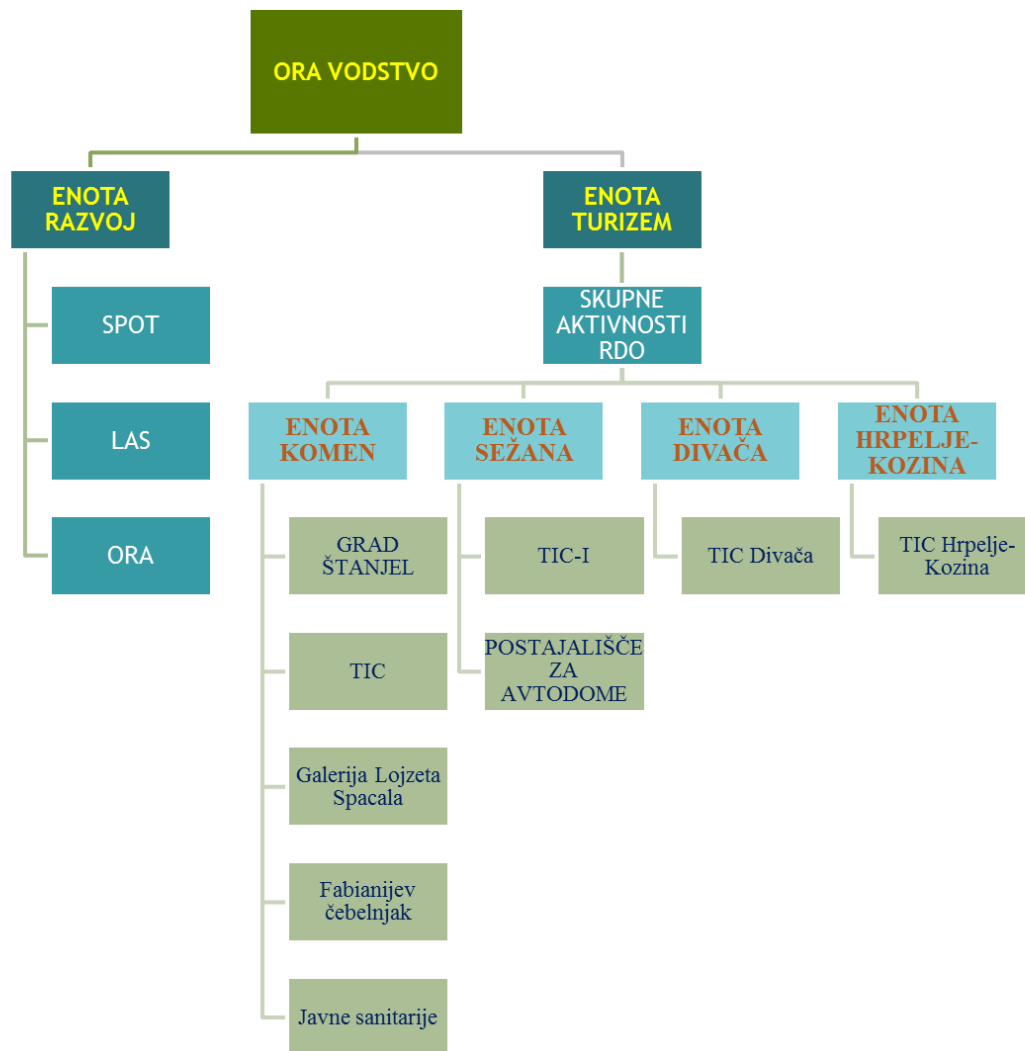 ORA VODSTVO
ENOTA
RAZVOJ
ENOTA
TURIZEM
SPOT
SKUPNE
AKTIVNOSTI
RDO
LAS
ORA
ENOTA
KOMEN
ENOTA
SEŽANA
ENOTA
DIVAČA
ENOTA
HRPELJE-
KOZINA
GRAD
ŠTANJEL
TIC
Galerija Lojzeta
Spacala
Fabianijev
čebelnjak
Javne sanitarije
TIC-I
POSTAJALIŠČE
ZA
AVTODOME
TIC Divača
TIC Hrpelje-
Kozina